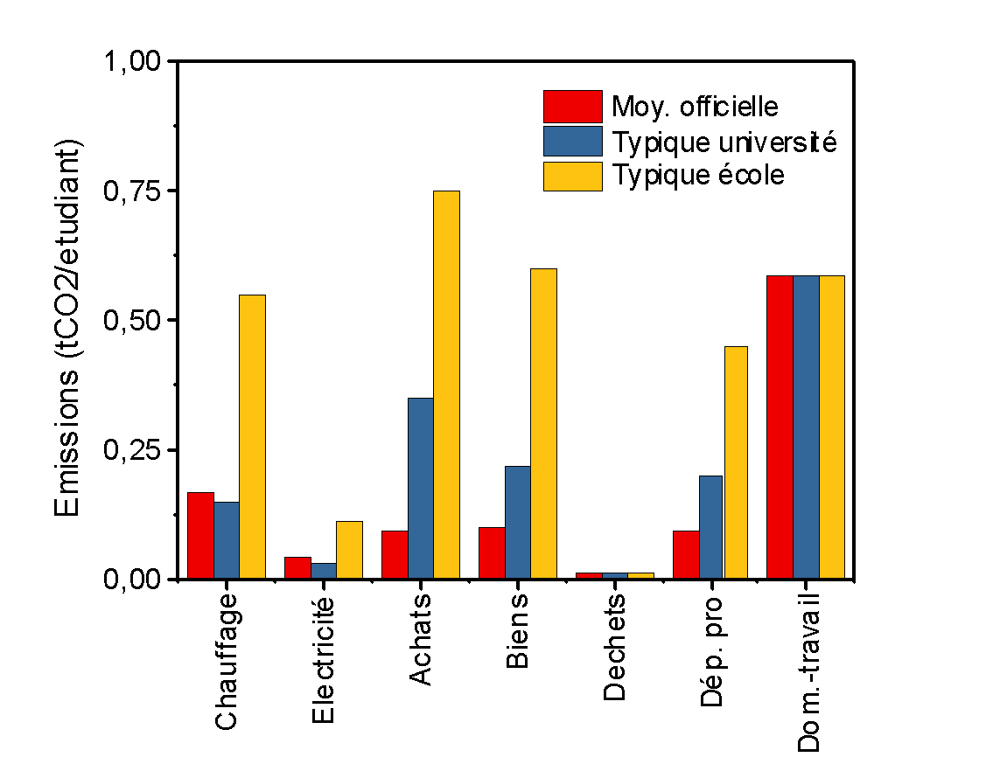 1,00
0,75
0,50
0,25
0,00
Emissions (tCO2/etudiant)
Moy. officielle
Typique université
Typique école
Chauffage
Electricité
Achats
Biens
Dechets
Dép. pro
Dom.-travail